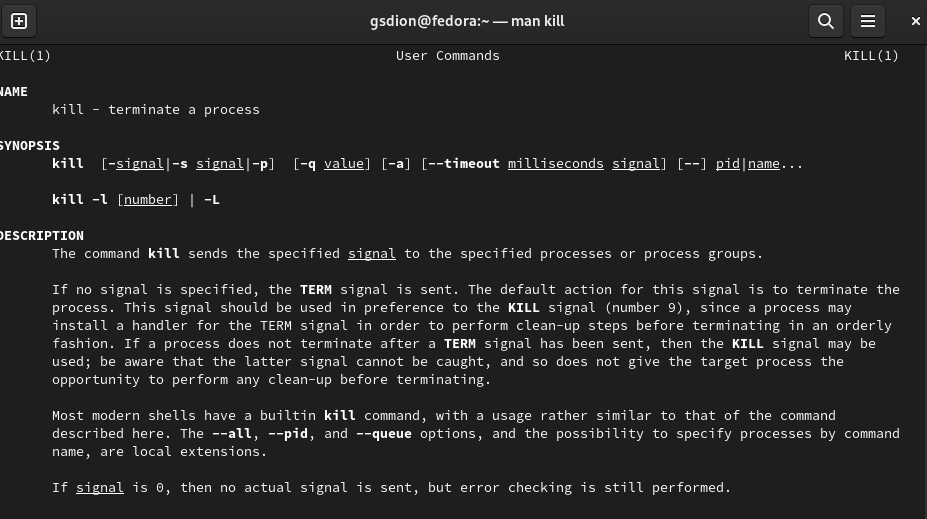 gsdion@fedora:~ — man kill
KILL(1) User Commands KILL(1)
NAME
kill - terminate a process
SYNOPSIS
kill [-signal|-s signal|-p] [-q value] [-a] [--timeout milliseconds signal] [--] pid|name...
kill -l [number] | -L
DESCRIPTION
The command kill sends the specified signal to the specified processes or process groups.
If no signal is specified, the TERM signal is sent. The default action for this signal is to terminate the
process. This signal should be used in preference to the KILL signal (number 9), since a process may
install a handler for the TERM signal in order to perform clean-up steps before terminating in an orderly
fashion. If a process does not terminate after a TERM signal has been sent, then the KILL signal may be
used; be aware that the latter signal cannot be caught, and so does not give the target process the
opportunity to perform any clean-up before terminating.
Most modern shells have a builtin kill command, with a usage rather similar to that of the command
described here. The --all, --pid, and --queue options, and the possibility to specify processes by command
name, are local extensions.
If signal is 0, then no actual signal is sent, but error checking is still performed.